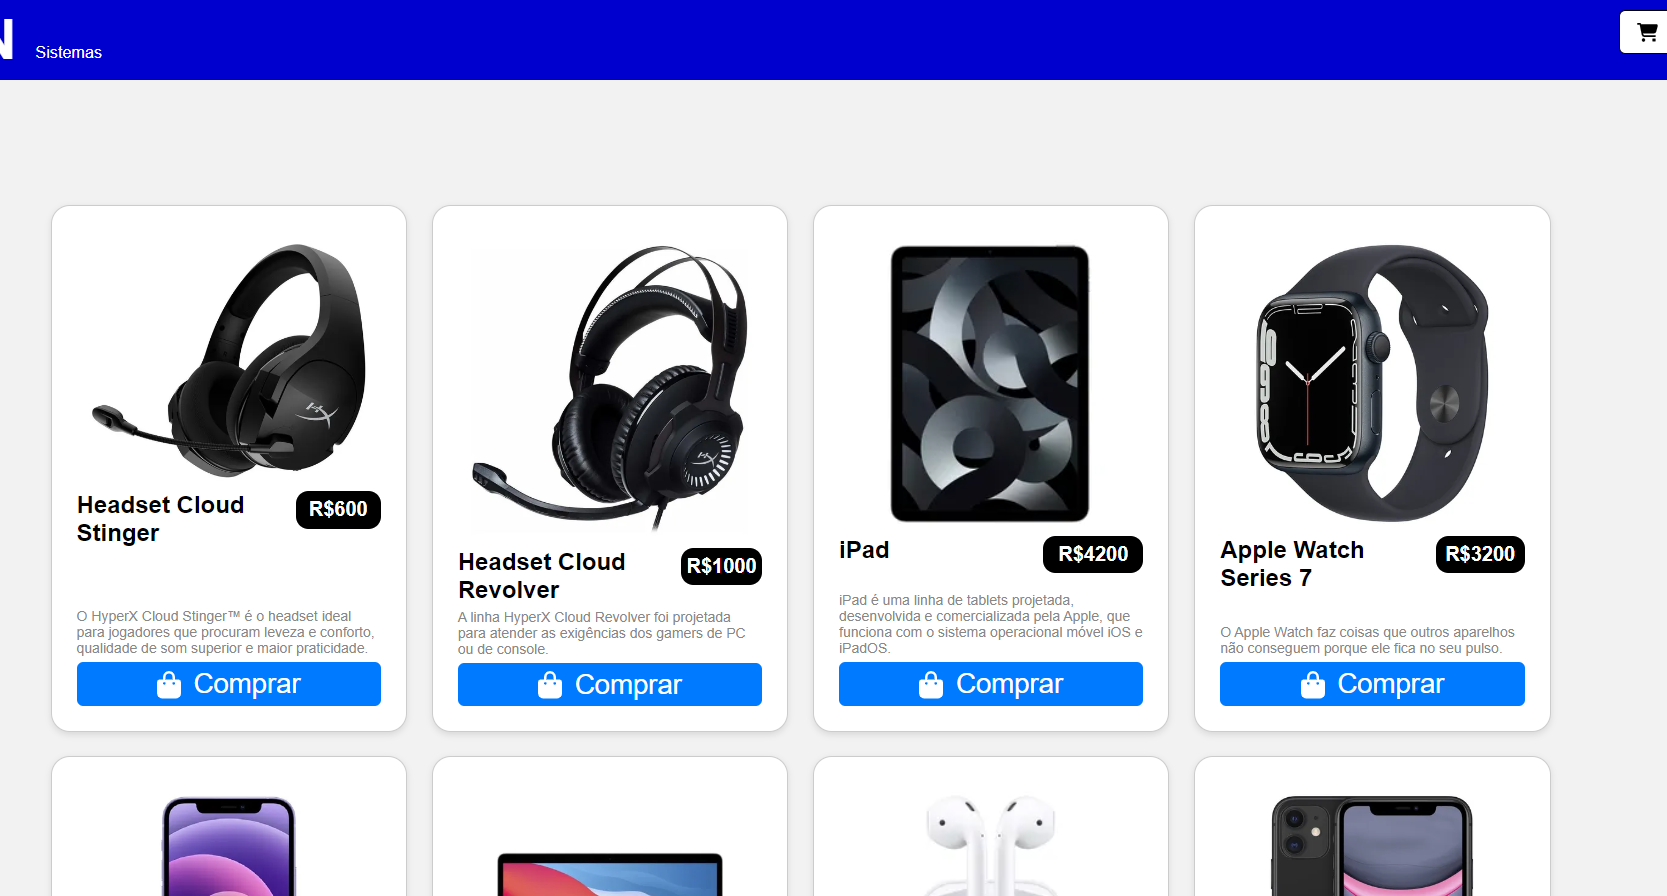 N Sistemas
Headset Cloud
Stinger
R$600
O HyperX Cloud Stinger™ é o headset ideal
para jogadores que procuram leveza e conforto,
qualidade de som superior e maior praticidade.
Comprar
Headset Cloud
Revolver
R$1000
A linha HyperX Cloud Revolver foi projetada
para atender as exigências dos gamers de PC
ou de console.
Comprar
iPad
R$4200
iPad é uma linha de tablets projetada,
desenvolvida e comercializada pela Apple, que
funciona com o sistema operacional móvel iOS e
iPadOS.
Comprar
Apple Watch
Series 7
R$3200
O Apple Watch faz coisas que outros aparelhos
não conseguem porque ele fica no seu pulso.
Comprar